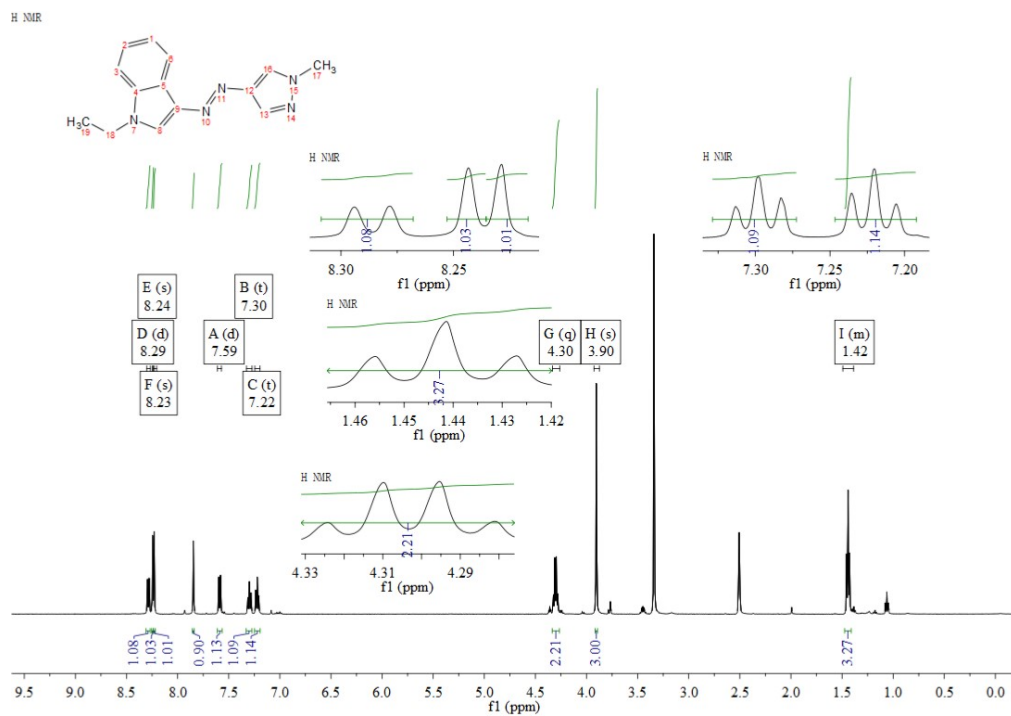 H NMR
2
1
6
3
16
CH₃
17
5
N
11
12
N
15
4
9
N
10
13
N
14
CH₃
19
N
7
8
18
H NMR
1.08
1.03
1.01
8.30
8.25
f1 (ppm)
H NMR
1.09
1.14
7.30
7.25
7.20
f1 (ppm)
E (s)
8.24
B (t)
7.30
D (d)
8.29
A (d)
7.59
F (s)
8.23
C (t)
7.22
H NMR
3.27
1.46
1.45
1.44
1.43
1.42
f1 (ppm)
G (q)
4.30
H (s)
3.90
I (m)
1.42
H NMR
2.21
4.33
4.31
4.29
f1 (ppm)
1.08
1.03
1.01
0.90
1.13
1.09
1.14
2.21
3.00
3.27
9.5 9.0 8.5 8.0 7.5 7.0 6.5 6.0 5.5 5.0 4.5 4.0 3.5 3.0 2.5 2.0 1.5 1.0 0.5 0.0
f1 (ppm)